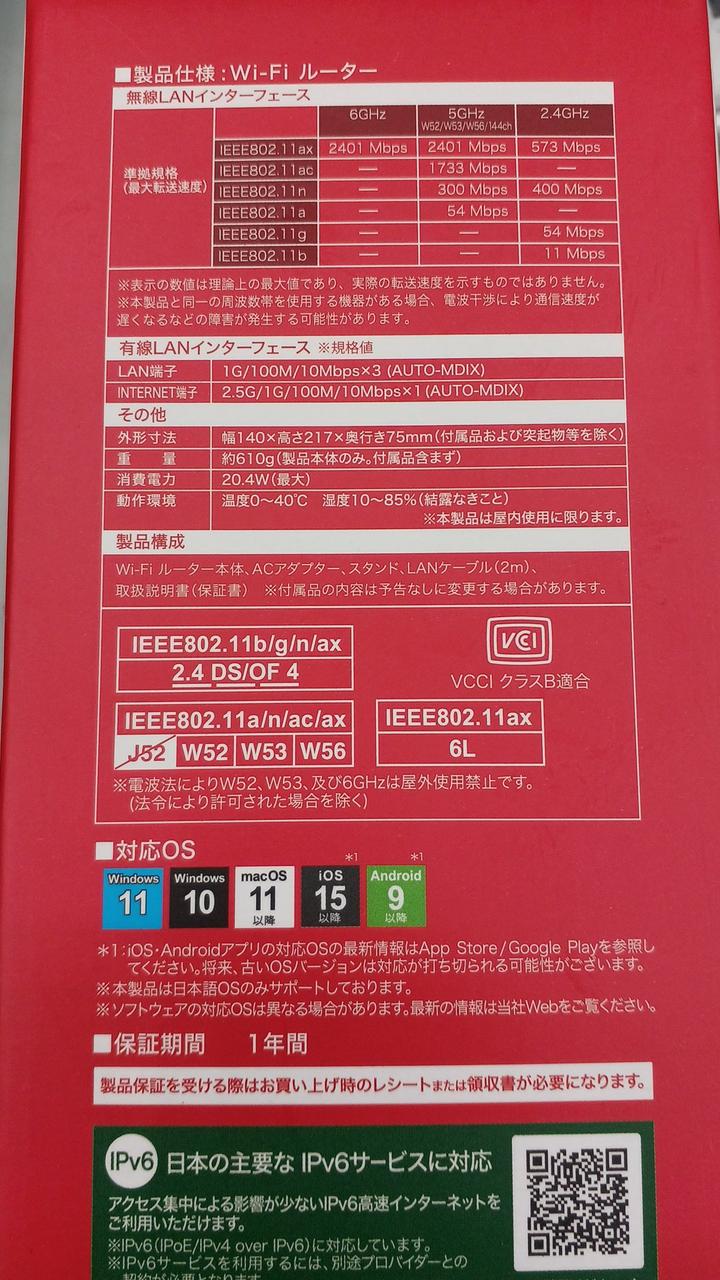 ■製品仕様:Wi-Fi ルーター
無線LANインターフェース
6GHz 5GHz 2.4GHz
W52/W53/W56/144ch
準拠規格
(最大転送速度)
IEEE802.11ax 2401 Mbps 2401 Mbps 573 Mbps
IEEE802.11ac — 1733 Mbps —
IEEE802.11n — 300 Mbps 400 Mbps
IEEE802.11a — 54 Mbps —
IEEE802.11g — — 54 Mbps
IEEE802.11b — — 11 Mbps
※表示の数値は理論上の最大値であり、実際の転送速度を示すものではありません。
※本製品と同一の周波数帯を使用する機器がある場合、電波干渉により通信速度が
遅くなるなどの障害が発生する可能性があります。
有線LANインターフェース ※規格値
LAN端子 1G/100M/10Mbps×3 (AUTO-MDIX)
INTERNET端子 2.5G/1G/100M/10Mbps×1 (AUTO-MDIX)
その他
外形寸法 幅140×高さ217×奥行き75mm(付属品および突起物等を除く)
重 量 約610g(製品本体のみ。付属品含まず)
消費電力 20.4W(最大)
動作環境 温度0〜40℃ 湿度10〜85%(結露なきこと)
※本製品は屋内使用に限ります。
製品構成
Wi-Fi ルーター本体、ACアダプター、スタンド、LANケーブル(2m)、
取扱説明書(保証書) ※付属品の内容は予告なしに変更する場合があります。
IEEE802.11b/g/n/ax
2.4 DS/OF 4
VCCI
VCCI クラスB適合
IEEE802.11a/n/ac/ax
J52 W52 W53 W56
IEEE802.11ax
6L
※電波法によりW52、W53、及び6GHzは屋外使用禁止です。
(法令により許可された場合を除く)
■対応OS
*1 *1
Windows 11
Windows 10
macOS 11 以降
iOS 15 以降
Android 9 以降
*1:iOS・Androidアプリの対応OSの最新情報はApp Store/Google Playを参照し
てください。将来、古いOSバージョンは対応が打ち切られる可能性がございます。
※本製品は日本語OSのみサポートしております。
※ソフトウェアの対応OSは異なる場合があります。最新の情報は当社Webをご覧ください。
■保証期間 1年間
製品保証を受ける際はお買い上げ時のレシートまたは領収書が必要になります。
IPv6 日本の主要な IPv6サービスに対応
アクセス集中による影響が少ないIPv6高速インターネットを
ご利用いただけます。
※IPv6(IPoE/IPv4 over IPv6)に対応しています。
※IPv6サービスを利用するには、別途プロバイダーとの
契約が必要となります。